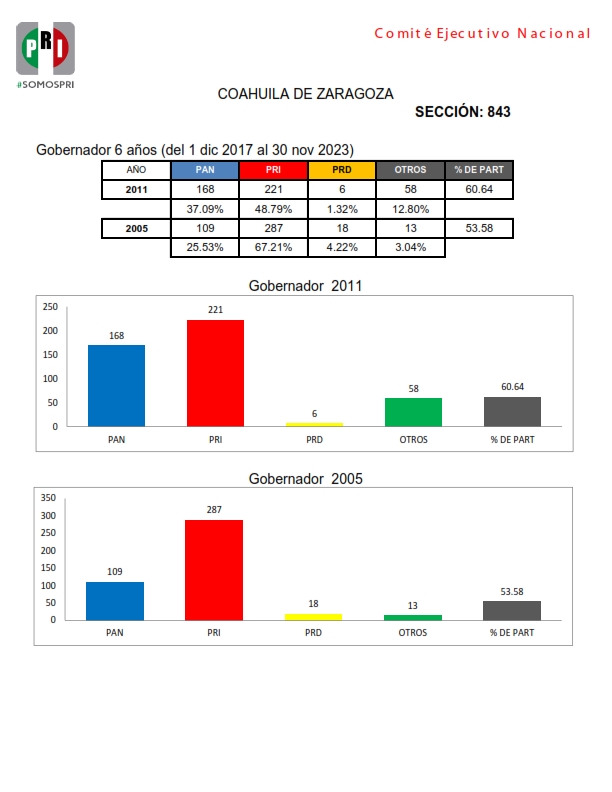 PRI
#SOMOSPRI
Comité Ejecutivo Nacional
COAHUILA DE ZARAGOZA
SECCIÓN: 843
Gobernador 6 años (del 1 dic 2017 al 30 nov 2023)
AÑO PAN PRI PRD OTROS % DE PART
2011 168 221 6 58 60.64
37.09% 48.79% 1.32% 12.80%
2005 109 287 18 13 53.58
25.53% 67.21% 4.22% 3.04%
Gobernador 2011
250
200
150
100
50
0
168
221
6
58
60.64
PAN PRI PRD OTROS % DE PART
Gobernador 2005
350
300
250
200
150
100
50
0
109
287
18
13
53.58
PAN PRI PRD OTROS % DE PART